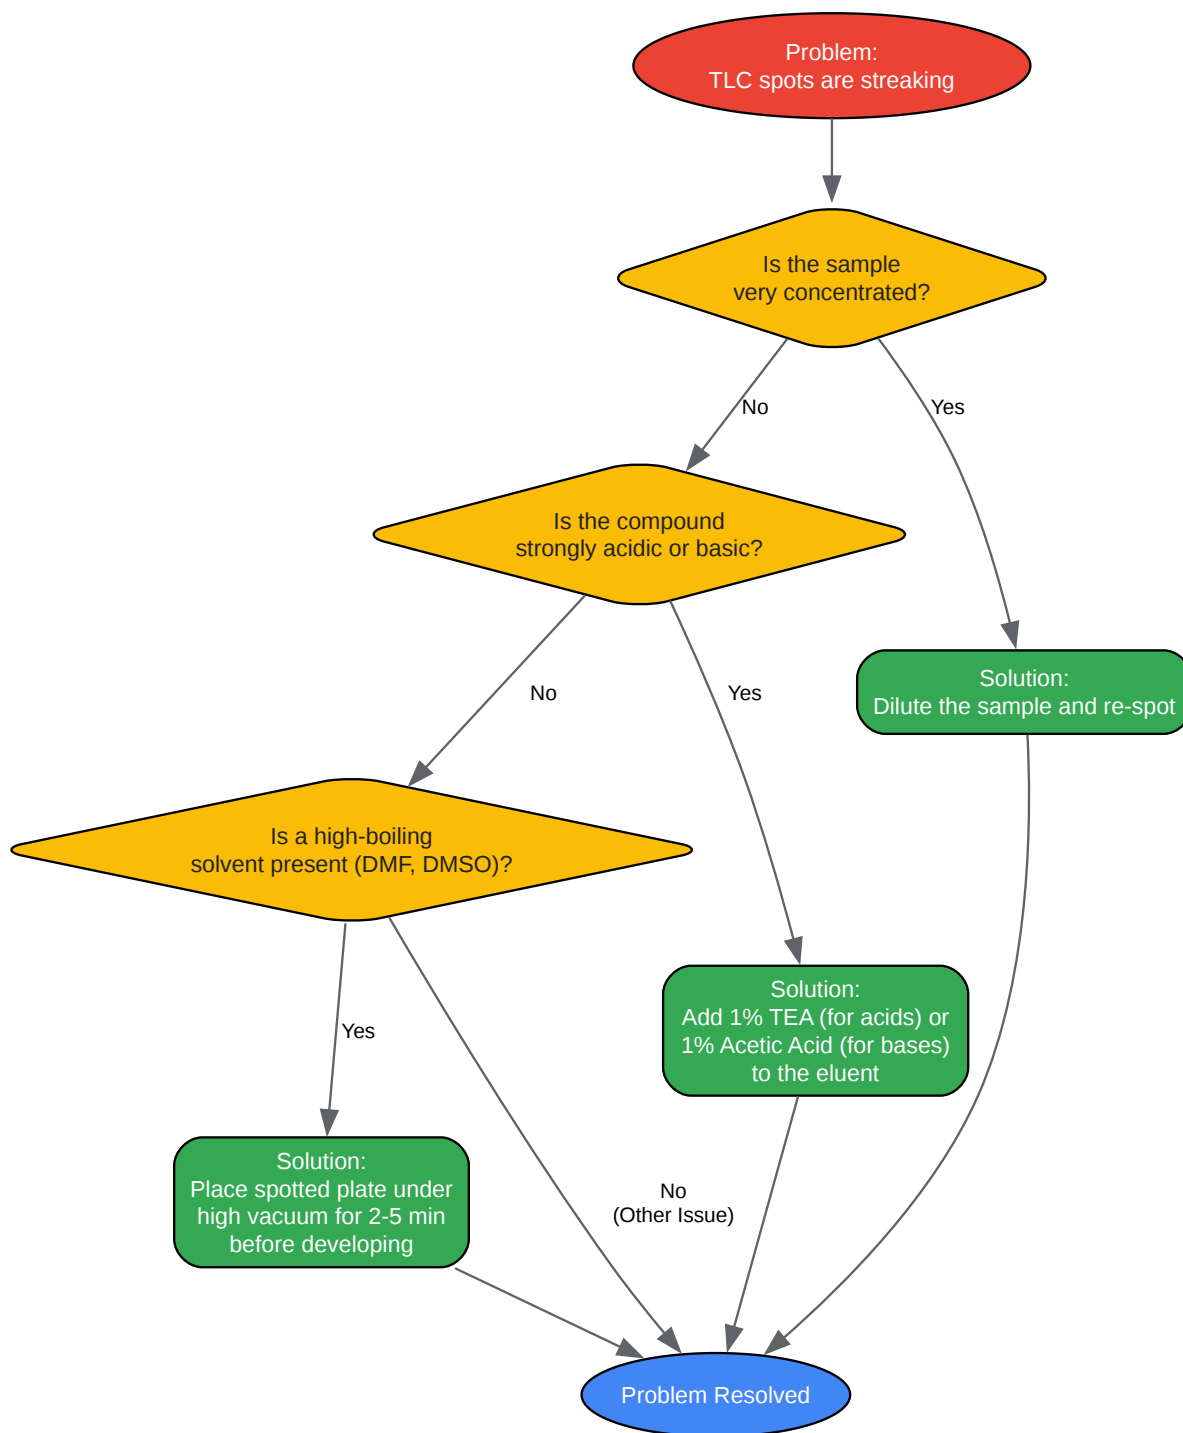 Problem:
TLC spots are streaking
Is the sample
very concentrated?
No
Yes
Is the compound
strongly acidic or basic?
No
Yes
Solution:
Dilute the sample and re-spot
Is a high-boiling
solvent present (DMF, DMSO)?
Yes
Solution:
Add 1% TEA (for acids) or
1% Acetic Acid (for bases)
to the eluent
Solution:
Place spotted plate under
high vacuum for 2-5 min
before developing
No
(Other Issue)
Problem Resolved